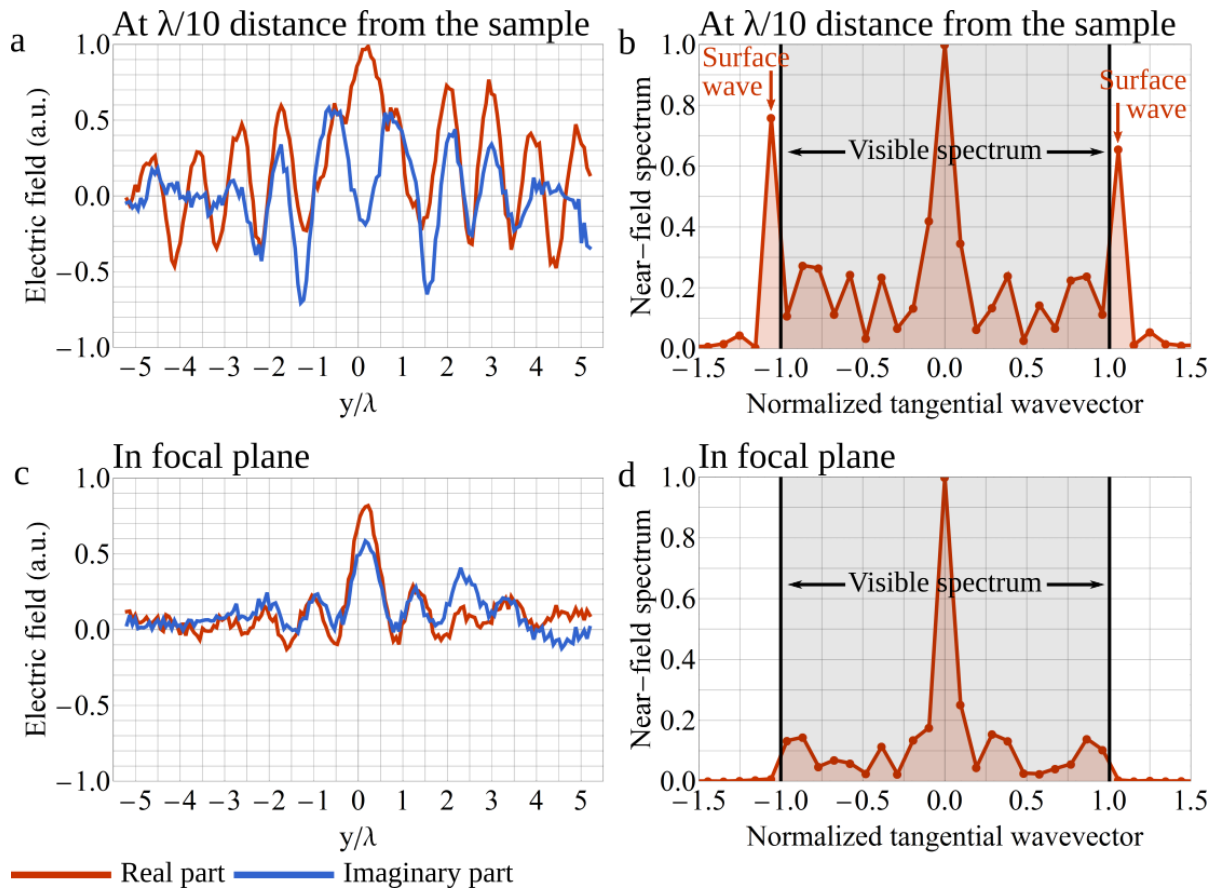 a
At λ/10 distance from the sample
1.0
0.5
0.0
−0.5
−1.0
Electric field (a.u.)
−5 −4 −3 −2 −1 0 1 2 3 4 5
y/λ
b
At λ/10 distance from the sample
Surface
wave
Surface
wave
Visible spectrum
1.0
0.8
0.6
0.4
0.2
0.0
Near−field spectrum
−1.5 −1.0 −0.5 0.0 0.5 1.0 1.5
Normalized tangential wavevector
c
In focal plane
1.0
0.5
0.0
−0.5
−1.0
Electric field (a.u.)
−5 −4 −3 −2 −1 0 1 2 3 4 5
y/λ
d
In focal plane
Visible spectrum
1.0
0.8
0.6
0.4
0.2
0.0
Near−field spectrum
−1.5 −1.0 −0.5 0.0 0.5 1.0 1.5
Normalized tangential wavevector
Real part
Imaginary part